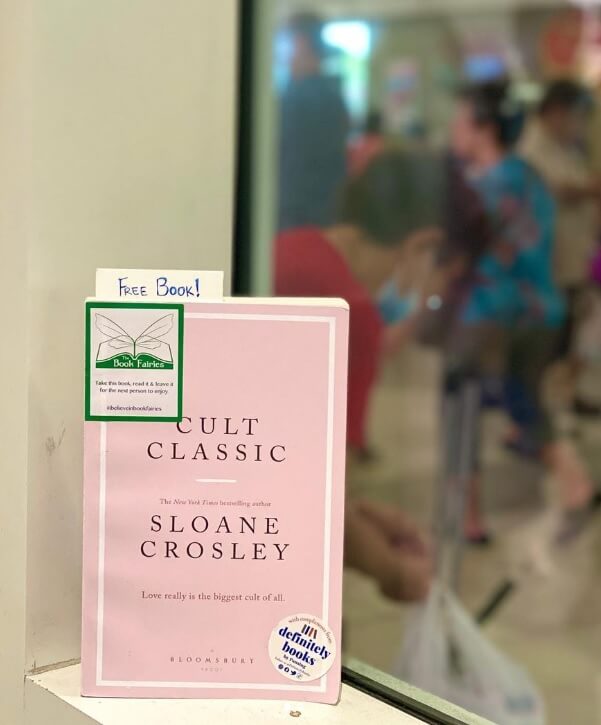 FREE BOOK!
The
Book Fairies
Take this book, read it & leave it
for the next person to enjoy.
#ibelieveinbookfairies
CULT
CLASSIC
The New York Times bestselling author
SLOANE
CROSLEY
Love really is the biggest cult of all.
with compliments from
definitely
books
BLOOMSBURY